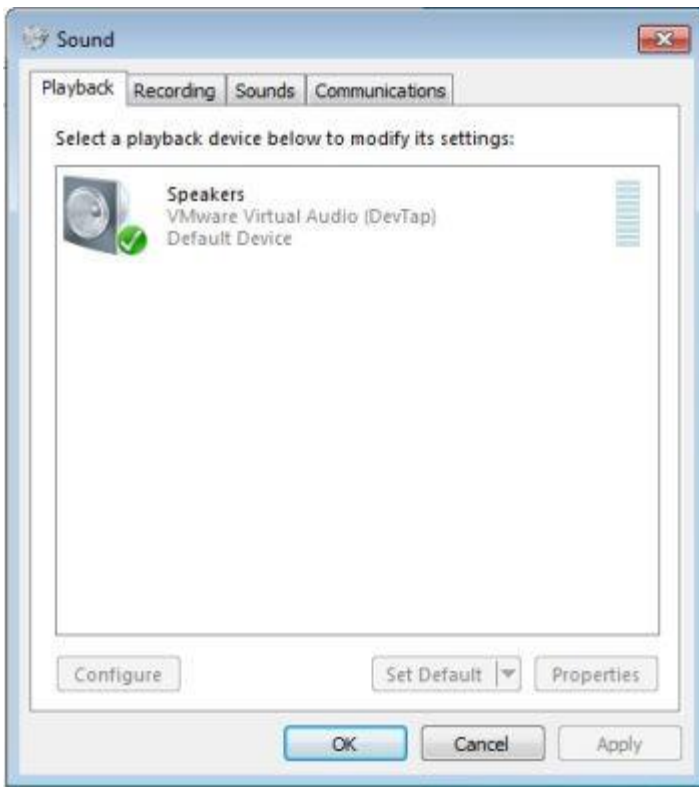 Sound
Playback Recording Sounds Communications
Select a playback device below to modify its settings:
Speakers
VMware Virtual Audio (DevTap)
Default Device
Configure Set Default Properties
OK Cancel Apply